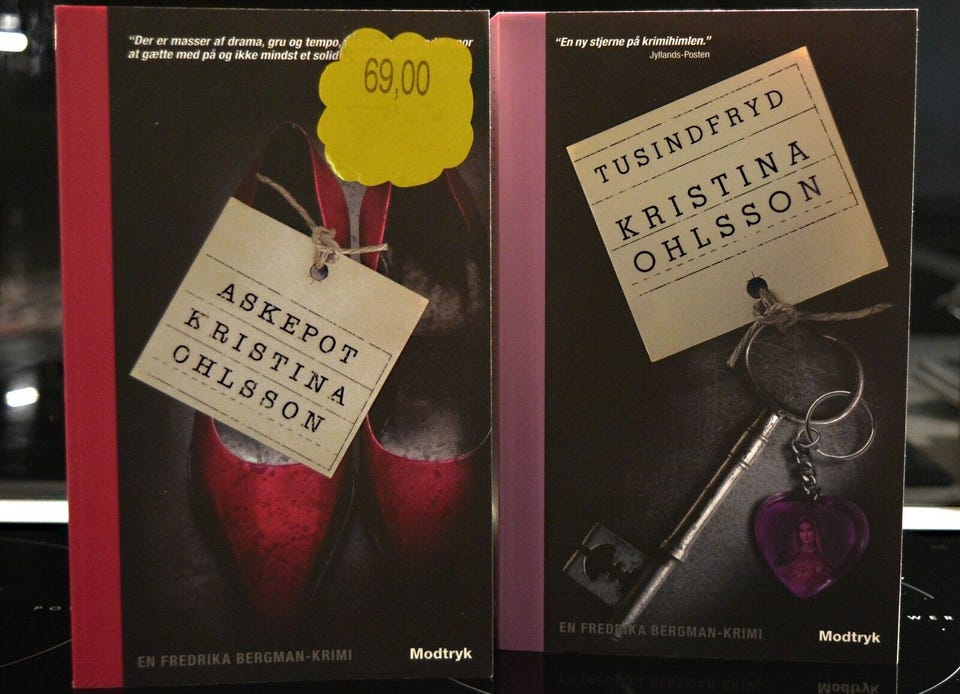 “Der er masser af drama, gru og tempo,
at gætte med på og ikke mindst et solid
69,00
ASKEPOT
KRISTINA
OHLSSON
EN FREDRIKA BERGMAN-KRIMI
Modtryk
“En ny stjerne på krimihimlen.”
Jyllands-Posten
TUSINDFRYD
KRISTINA
OHLSSON
EN FREDRIKA BERGMAN-KRIMI
Modtryk